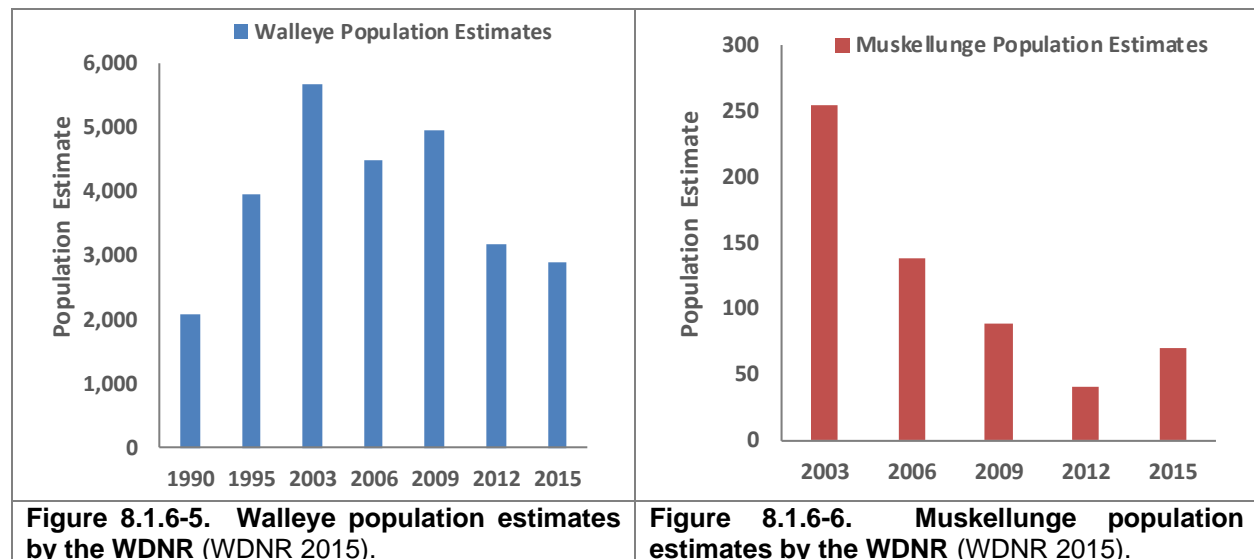 Walleye Population Estimates
6,000
5,000
4,000
3,000
2,000
1,000
0
Population Estimate
1990 1995 2003 2006 2009 2012 2015
Figure 8.1.6-5. Walleye population estimates
by the WDNR (WDNR 2015).
Muskellunge Population Estimates
300
250
200
150
100
50
0
Population Estimate
2003 2006 2009 2012 2015
Figure 8.1.6-6. Muskellunge population
estimates by the WDNR (WDNR 2015).